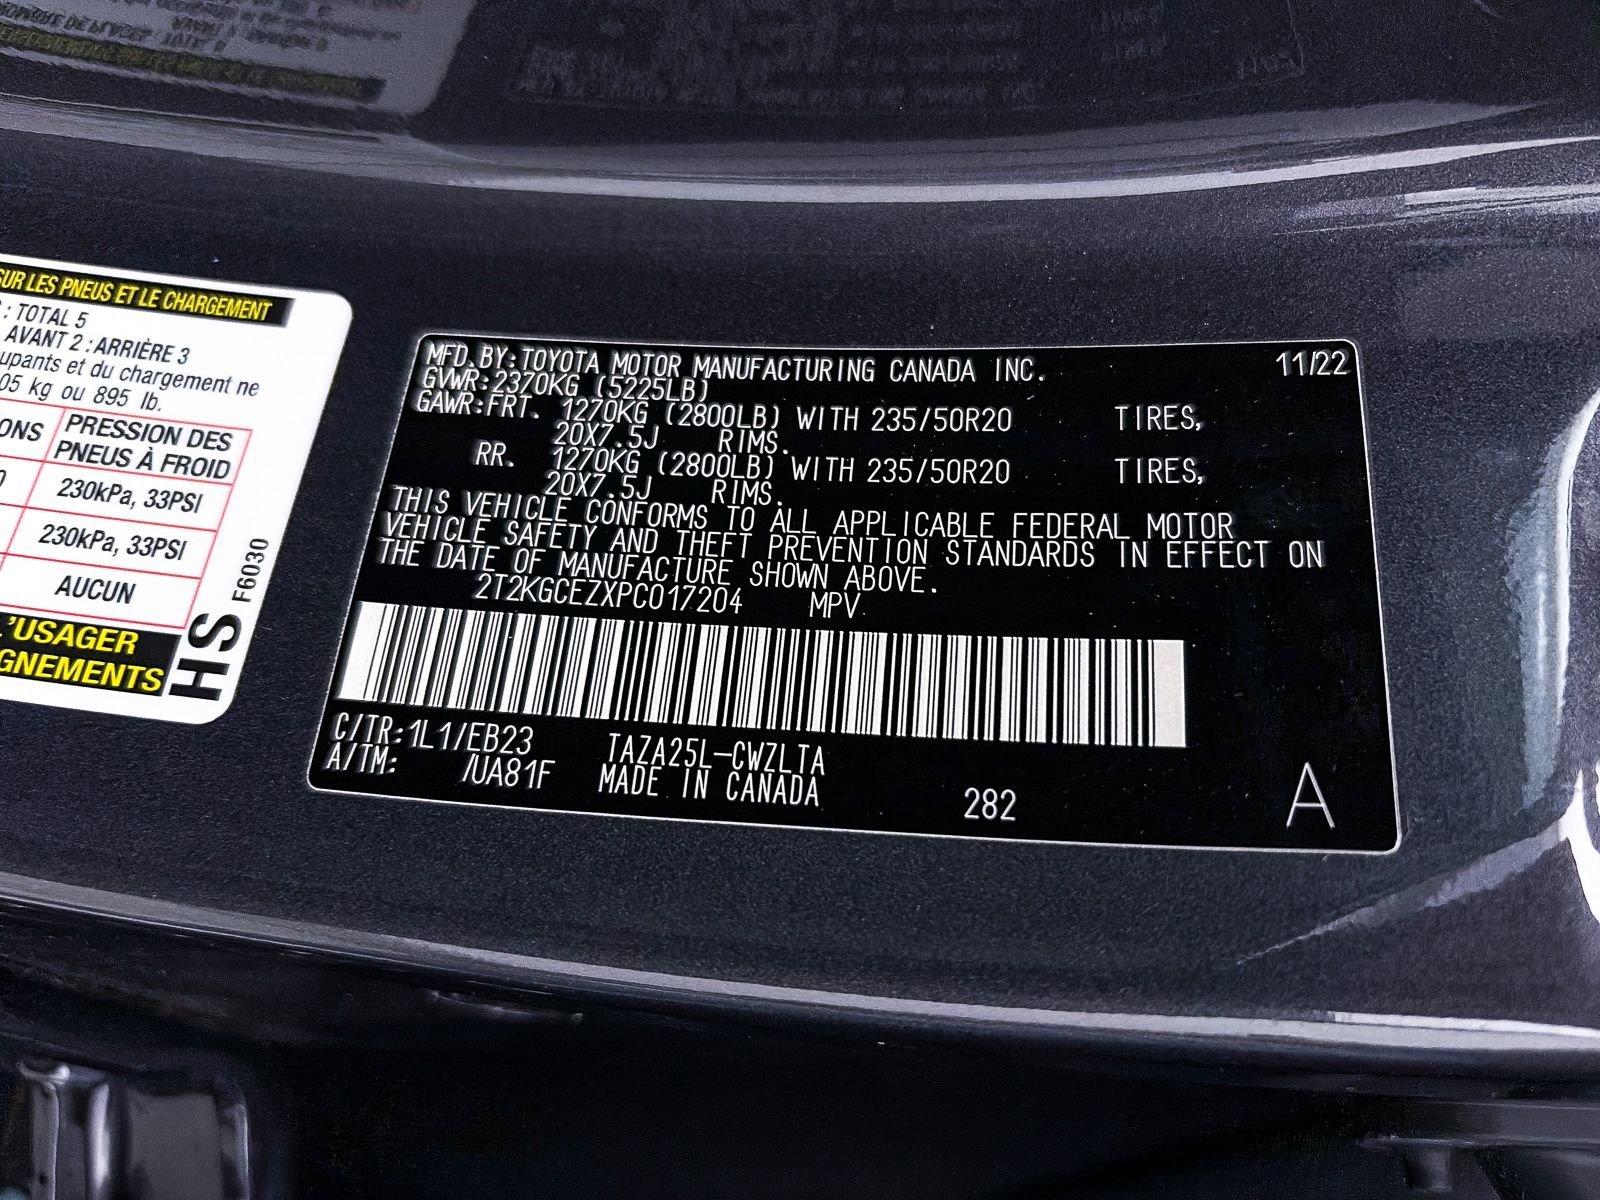 SUR LES PNEUS ET LE CHARGEMENT
: TOTAL 5
AVANT 2 : ARRIÈRE 3
et du chargement ne
kg ou 895 lb.
PRESSION DES
PNEUS À FROID
230kPa, 33PSI
230kPa, 33PSI
AUCUN
L'USAGER
F6030
HS
MFD.BY:TOYOTA MOTOR MANUFACTURING CANADA INC. 11/22
GVWR:2370KG (5225LB)
GAWR:FRT. 1270KG (2800LB) WITH 235/50R20 TIRES,
20X7.5J RIMS.
RR. 1270KG (2800LB) WITH 235/50R20 TIRES,
20X7.5J RIMS.
THIS VEHICLE CONFORMS TO ALL APPLICABLE FEDERAL MOTOR
VEHICLE SAFETY AND THEFT PREVENTION STANDARDS IN EFFECT ON
THE DATE OF MANUFACTURE SHOWN ABOVE.
2T2KGCEZXPC017204 MPV
C/TR:1L1/EB23 TAZA25L-CWZLTA
A/TM: /UA81F MADE IN CANADA 282 A